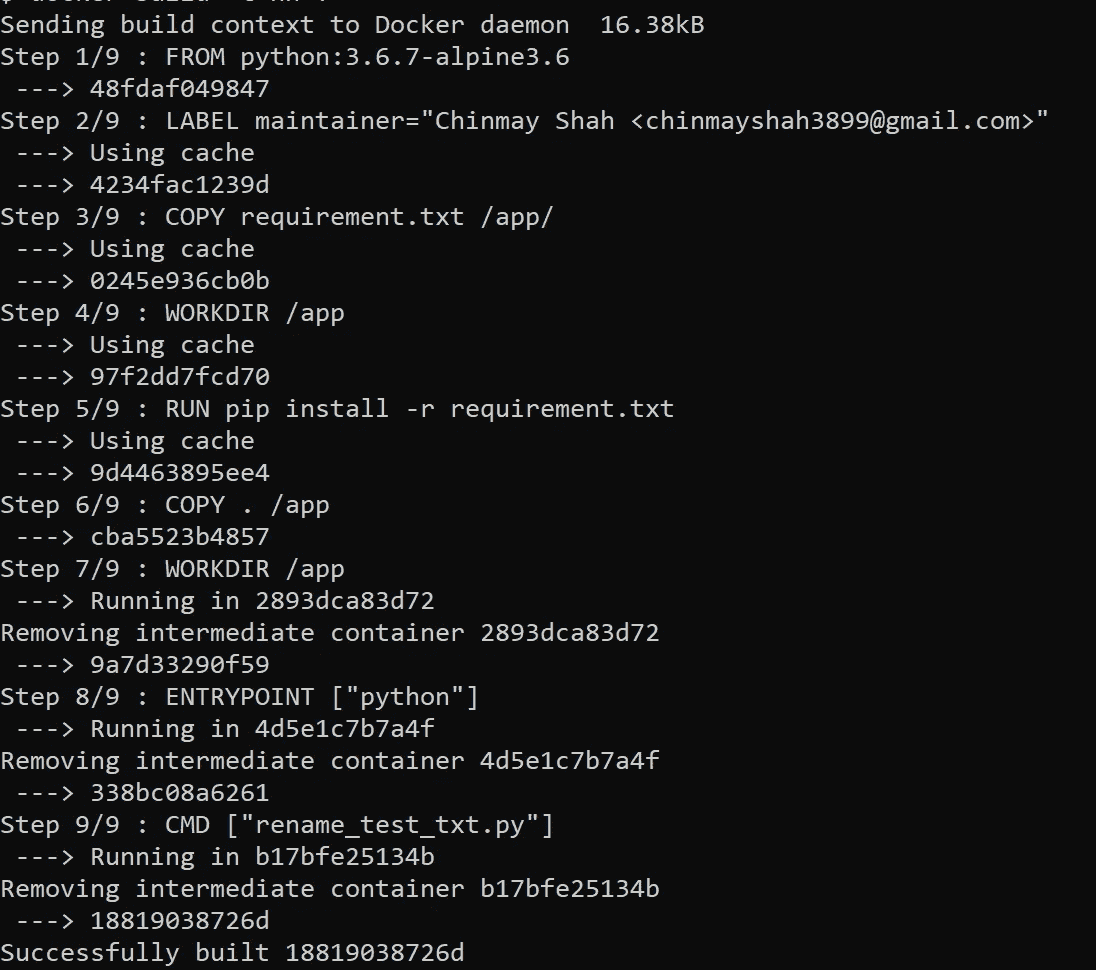 Sending build context to Docker daemon  16.38kB
Step 1/9 : FROM python:3.6.7-alpine3.6
 ---> 48fdaf049847
Step 2/9 : LABEL maintainer="Chinmay Shah <chinmayshah3899@gmail.com>"
 ---> Using cache
 ---> 4234fac1239d
Step 3/9 : COPY requirement.txt /app/
 ---> Using cache
 ---> 0245e936cb0b
Step 4/9 : WORKDIR /app
 ---> Using cache
 ---> 97f2dd7fcd70
Step 5/9 : RUN pip install -r requirement.txt
 ---> Using cache
 ---> 9d4463895ee4
Step 6/9 : COPY . /app
 ---> cba5523b4857
Step 7/9 : WORKDIR /app
 ---> Running in 2893dca83d72
Removing intermediate container 2893dca83d72
 ---> 9a7d33290f59
Step 8/9 : ENTRYPOINT ["python"]
 ---> Running in 4d5e1c7b7a4f
Removing intermediate container 4d5e1c7b7a4f
 ---> 338bc08a6261
Step 9/9 : CMD ["rename_test_txt.py"]
 ---> Running in b17bfe25134b
Removing intermediate container b17bfe25134b
 ---> 18819038726d
Successfully built 18819038726d